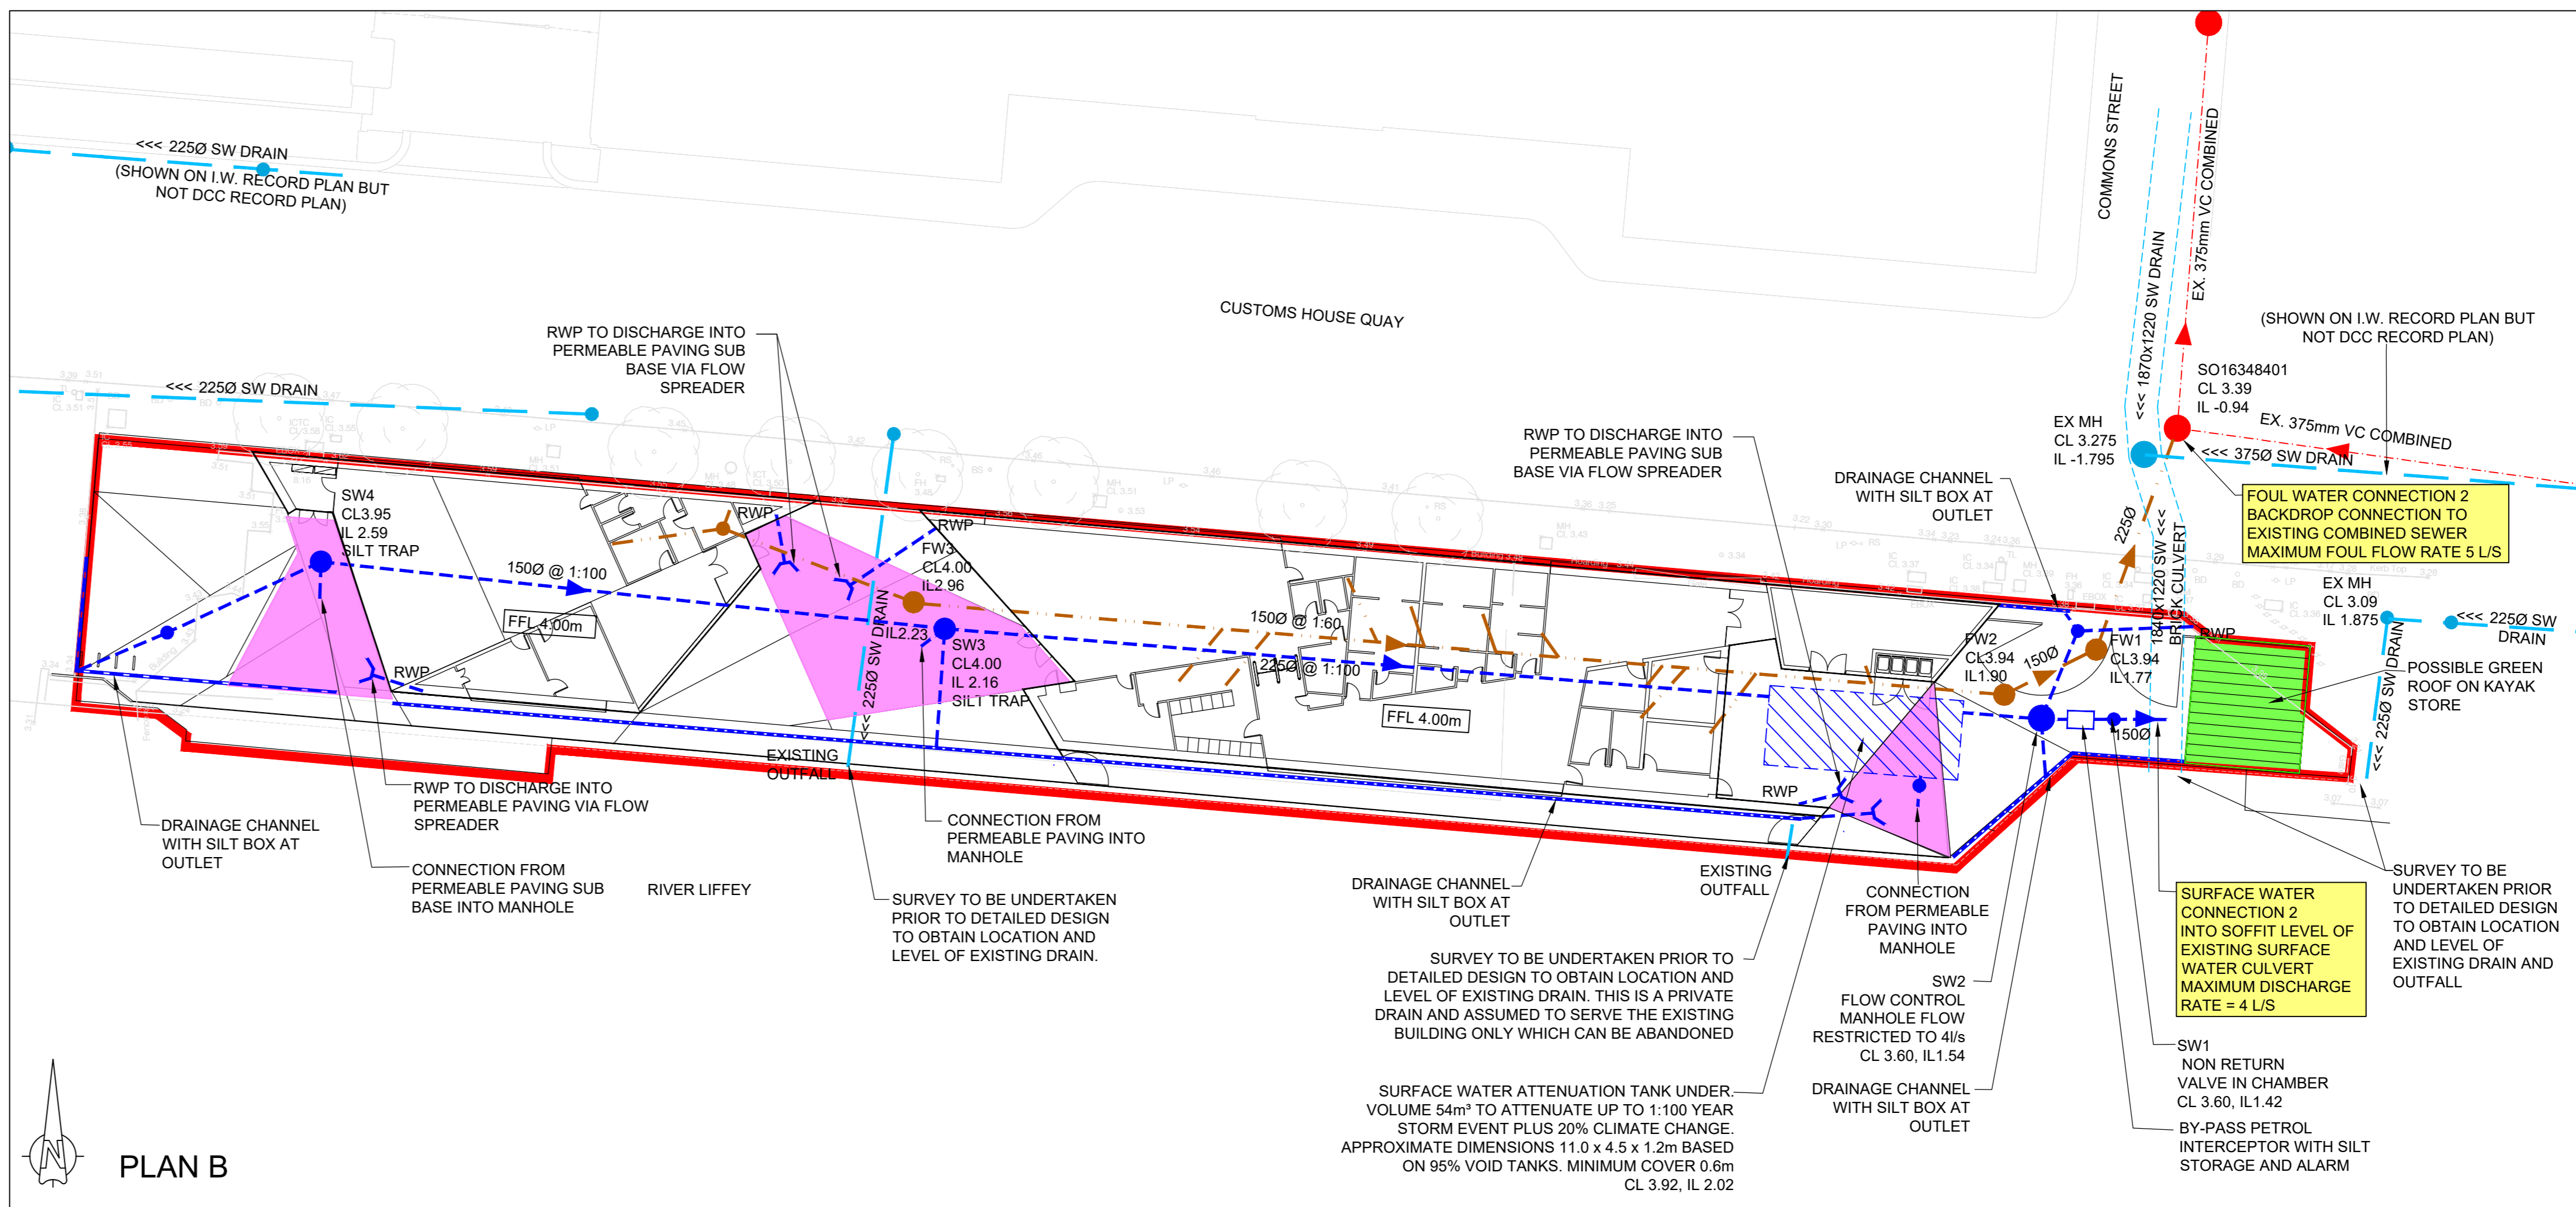 <<< 225Ø SW DRAIN
(SHOWN ON I.W. RECORD PLAN BUT
NOT DCC RECORD PLAN)
COMMONS STREET
<<< 1870x1220 SW DRAIN
EX. 375mm VC COMBINED
CUSTOMS HOUSE QUAY
(SHOWN ON I.W. RECORD PLAN BUT
NOT DCC RECORD PLAN)
SO16348401
CL 3.39
IL -0.94
EX MH
CL 3.275
IL -1.795
EX. 375mm VC COMBINED
<<< 375Ø SW DRAIN
<<< 225Ø SW DRAIN
RWP TO DISCHARGE INTO
PERMEABLE PAVING SUB
BASE VIA FLOW
SPREADER
RWP TO DISCHARGE INTO
PERMEABLE PAVING SUB
BASE VIA FLOW SPREADER
DRAINAGE CHANNEL
WITH SILT BOX AT
OUTLET
FOUL WATER CONNECTION 2
BACKDROP CONNECTION TO
EXISTING COMBINED SEWER
MAXIMUM FOUL FLOW RATE 5 L/S
225Ø
1840x1220 SW <<<
BRICK CULVERT
EX MH
CL 3.09
IL 1.875
<<< 225Ø SW
DRAIN
<<< 225Ø SW DRAIN
POSSIBLE GREEN
ROOF ON KAYAK
STORE
SW4
CL3.95
IL 2.59
SILT TRAP
150Ø @ 1:100
FFL 4.00m
RWP
RWP
RWP
FW3
CL4.00
IL2.96
IL2.23
SW3
CL4.00
IL 2.16
SILT TRAP
<<< 225Ø SW DRAIN
150Ø @ 1:60
225Ø @ 1:100
FFL 4.00m
FW2
CL3.94
IL1.90
150Ø
FW1
CL3.94
IL1.77
RWP
150Ø
RWP
EXISTING
OUTFALL
RWP TO DISCHARGE INTO
PERMEABLE PAVING VIA FLOW
SPREADER
DRAINAGE CHANNEL
WITH SILT BOX AT
OUTLET
CONNECTION FROM
PERMEABLE PAVING SUB
BASE INTO MANHOLE
RIVER LIFFEY
CONNECTION FROM
PERMEABLE PAVING INTO
MANHOLE
SURVEY TO BE UNDERTAKEN
PRIOR TO DETAILED DESIGN
TO OBTAIN LOCATION AND
LEVEL OF EXISTING DRAIN.
DRAINAGE CHANNEL
WITH SILT BOX AT
OUTLET
EXISTING
OUTFALL
CONNECTION
FROM PERMEABLE
PAVING INTO
MANHOLE
SURVEY TO BE UNDERTAKEN PRIOR TO
DETAILED DESIGN TO OBTAIN LOCATION AND
LEVEL OF EXISTING DRAIN. THIS IS A PRIVATE
DRAIN AND ASSUMED TO SERVE THE EXISTING
BUILDING ONLY WHICH CAN BE ABANDONED
SW2
FLOW CONTROL
MANHOLE FLOW
RESTRICTED TO 4l/s
CL 3.60, IL1.54
SURFACE WATER
CONNECTION 2
INTO SOFFIT LEVEL OF
EXISTING SURFACE
WATER CULVERT
MAXIMUM DISCHARGE
RATE = 4 L/S
SURVEY TO BE
UNDERTAKEN PRIOR
TO DETAILED DESIGN
TO OBTAIN LOCATION
AND LEVEL OF
EXISTING DRAIN AND
OUTFALL
SW1
NON RETURN
VALVE IN CHAMBER
CL 3.60, IL1.42
SURFACE WATER ATTENUATION TANK UNDER.
VOLUME 54m³ TO ATTENUATE UP TO 1:100 YEAR
STORM EVENT PLUS 20% CLIMATE CHANGE.
APPROXIMATE DIMENSIONS 11.0 x 4.5 x 1.2m BASED
ON 95% VOID TANKS. MINIMUM COVER 0.6m
CL 3.92, IL 2.02
DRAINAGE CHANNEL
WITH SILT BOX AT
OUTLET
BY-PASS PETROL
INTERCEPTOR WITH SILT
STORAGE AND ALARM
N
PLAN B